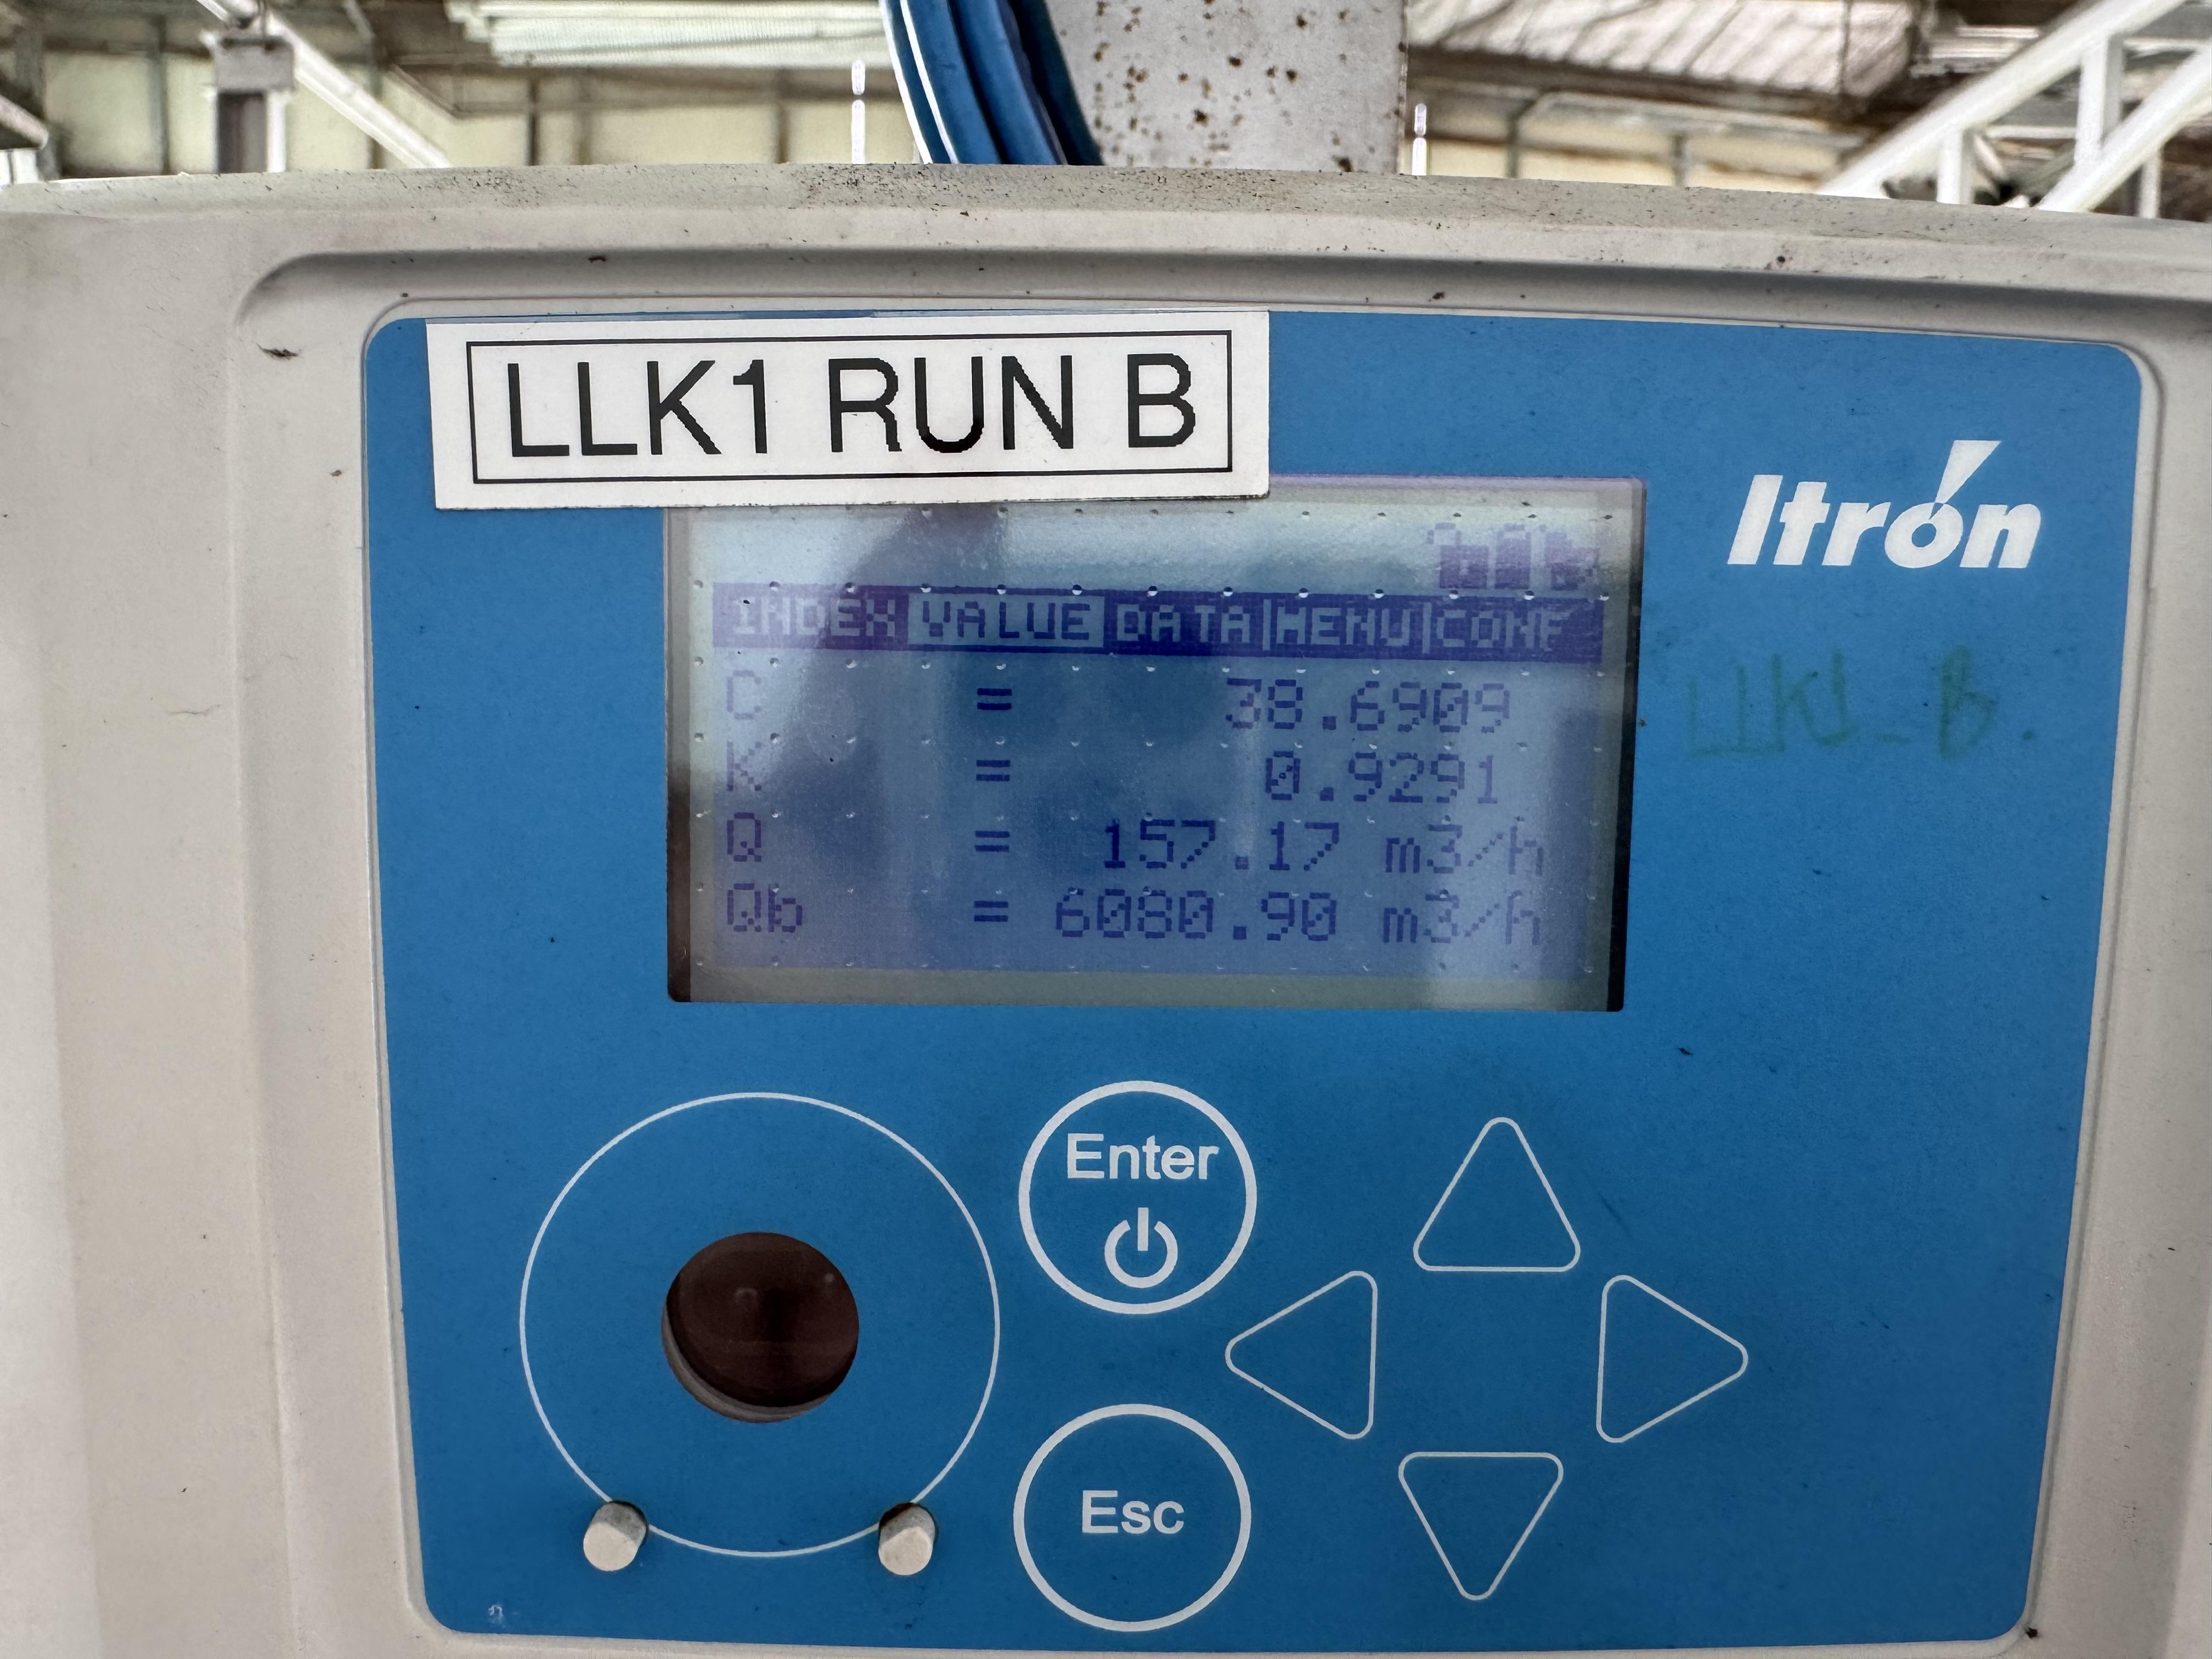 LLK1 RUN B
Itrón
INDEX VALUE DATA|MENU|CONF
C = 38.6909
K = 0.9291
Q = 157.17 m3/h
Qb = 6080.90 m3/h
LLK1_B.
Enter
Esc